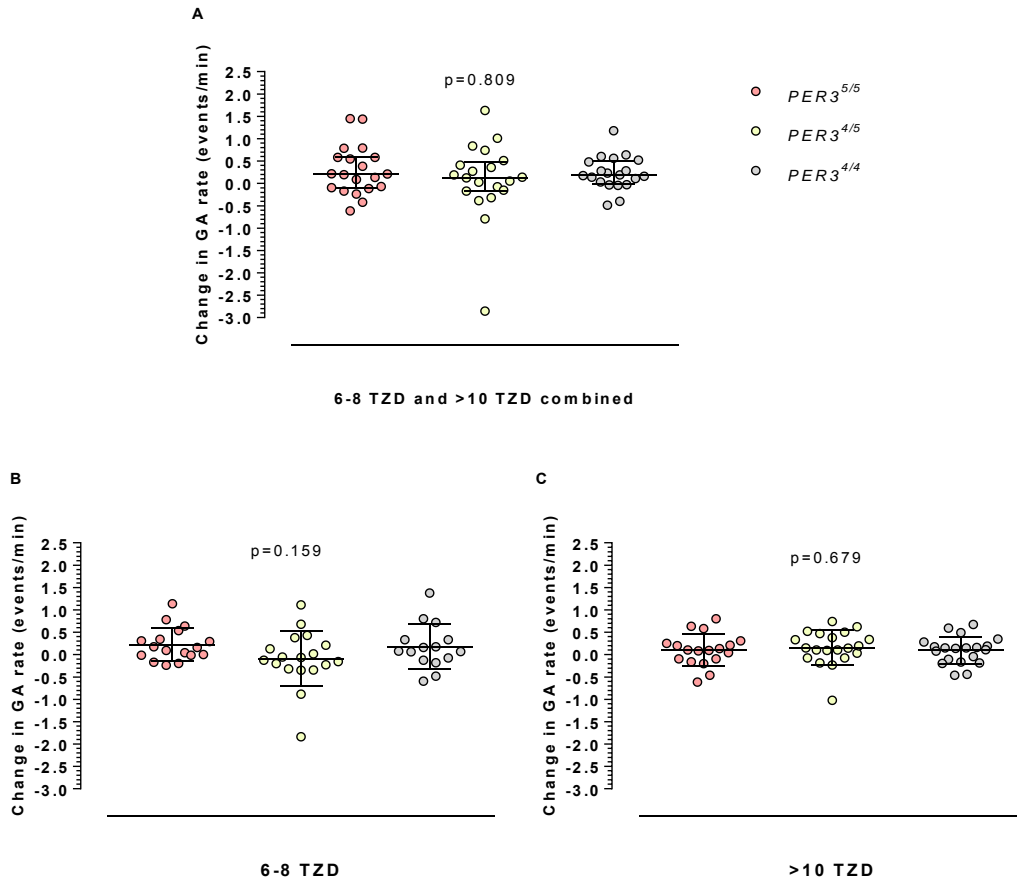 A
Change in GA rate (events/min)
2.5
2.0
1.5
1.0
0.5
0.0
-0.5
-1.0
-1.5
-2.0
-2.5
-3.0
p=0.809
PER3^5/5
PER3^4/5
PER3^4/4
6-8 TZD and >10 TZD combined
B
Change in GA rate (events/min)
2.5
2.0
1.5
1.0
0.5
0.0
-0.5
-1.0
-1.5
-2.0
-2.5
-3.0
p=0.159
6-8 TZD
C
Change in GA rate (events/min)
2.5
2.0
1.5
1.0
0.5
0.0
-0.5
-1.0
-1.5
-2.0
-2.5
-3.0
p=0.679
>10 TZD